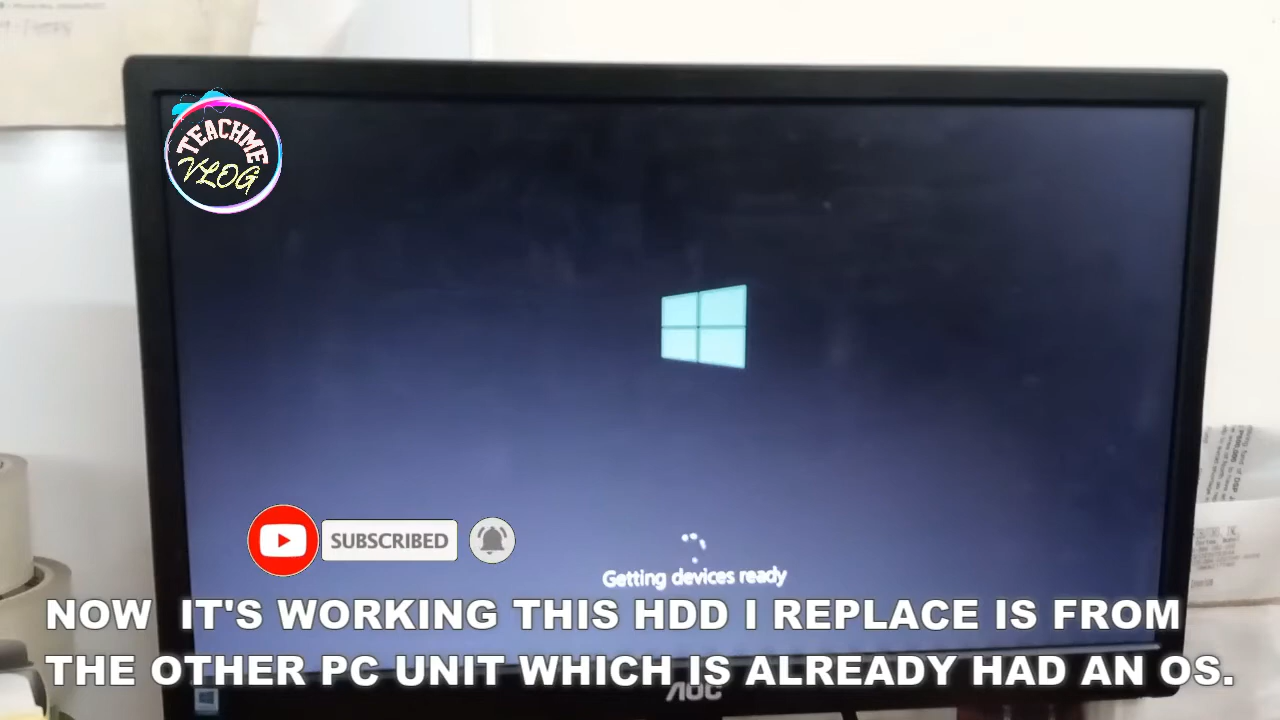 TEACHME
VLOG
SUBSCRIBED
Getting devices ready
NOW IT'S WORKING THIS HDD I REPLACE IS FROM
THE OTHER PC UNIT WHICH IS ALREADY HAD AN OS.
AOC